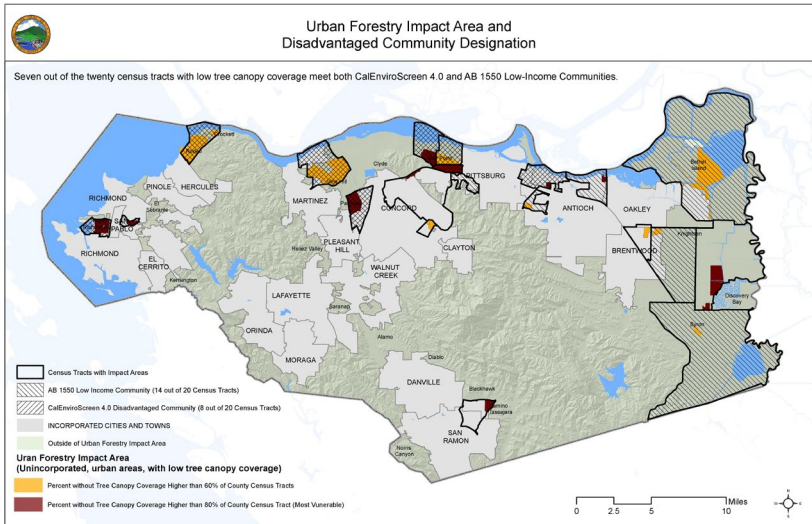 Urban Forestry Impact Area and
Disadvantaged Community Designation
Seven out of the twenty census tracts with low tree canopy coverage meet both CalEnviroScreen 4.0 and AB 1550 Low-Income Communities.
Crockett
Rodeo
Clyde
Bethel
Island
HERCULES
PINOLE
RICHMOND
El
Sobrante
MARTINEZ
PITTSBURG
CONCORD
ANTIOCH
OAKLEY
SAN
PABLO
PLEASANT
HILL
CLAYTON
Knightsen
BRENTWOOD
RICHMOND
EL
CERRITO
Reliez Valley
WALNUT
CREEK
Kensington
Discovery
Bay
LAFAYETTE
Saranap
Byron
ORINDA
Alamo
MORAGA
Diablo
Blackhawk
DANVILLE
Camino
Tassajara
SAN
RAMON
Norris
Canyon
Census Tracts with Impact Areas
AB 1550 Low Income Community (14 out of 20 Census Tracts)
CalEnviroScreen 4.0 Disadvantaged Community (8 out of 20 Census Tracts)
INCORPORATED CITIES AND TOWNS
Outside of Urban Forestry Impact Area
Uran Forestry Impact Area
(Unincorporated, urban areas, with low tree canopy coverage)
Percent without Tree Canopy Coverage Higher than 60% of County Census Tracts
Percent without Tree Canopy Coverage Higher than 80% of County Census Tract (Most Vunerable)
Miles
0 2.5 5 10